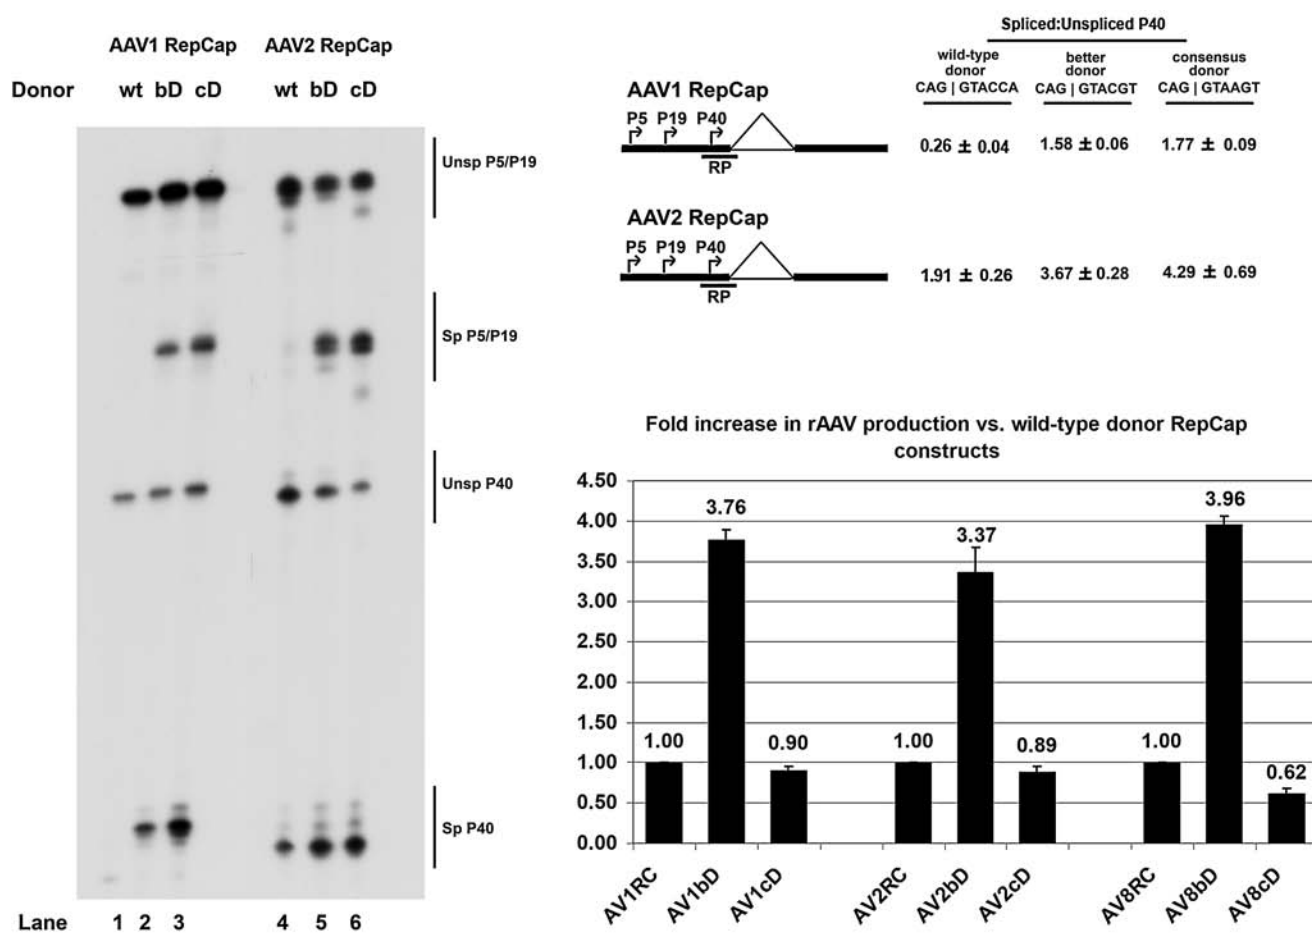 AAV1 RepCap AAV2 RepCap
Donor wt bD cD wt bD cD
Unsp P5/P19
Sp P5/P19
Unsp P40
Sp P40
Lane 1 2 3 4 5 6
Spliced:Unspliced P40
wild-type donor CAG | GTACCA
better donor CAG | GTACGT
consensus donor CAG | GTAAGT
AAV1 RepCap
P5 P19 P40
RP
0.26 ± 0.04 1.58 ± 0.06 1.77 ± 0.09
AAV2 RepCap
P5 P19 P40
RP
1.91 ± 0.26 3.67 ± 0.28 4.29 ± 0.69
Fold increase in rAAV production vs. wild-type donor RepCap
constructs
4.50
4.00
3.50
3.00
2.50
2.00
1.50
1.00
0.50
0.00
1.00 3.76 0.90 1.00 3.37 0.89 1.00 3.96 0.62
AV1RC AV1bD AV1cD AV2RC AV2bD AV2cD AV8RC AV8bD AV8cD